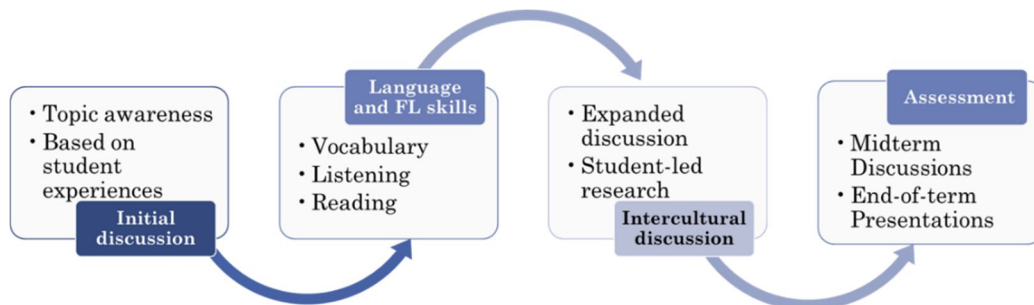 • Topic awareness
• Based on
student
experiences
Initial
discussion
Language
and FL skills
• Vocabulary
• Listening
• Reading
• Expanded
discussion
• Student-led
research
Intercultural
discussion
Assessment
• Midterm
Discussions
• End-of-term
Presentations